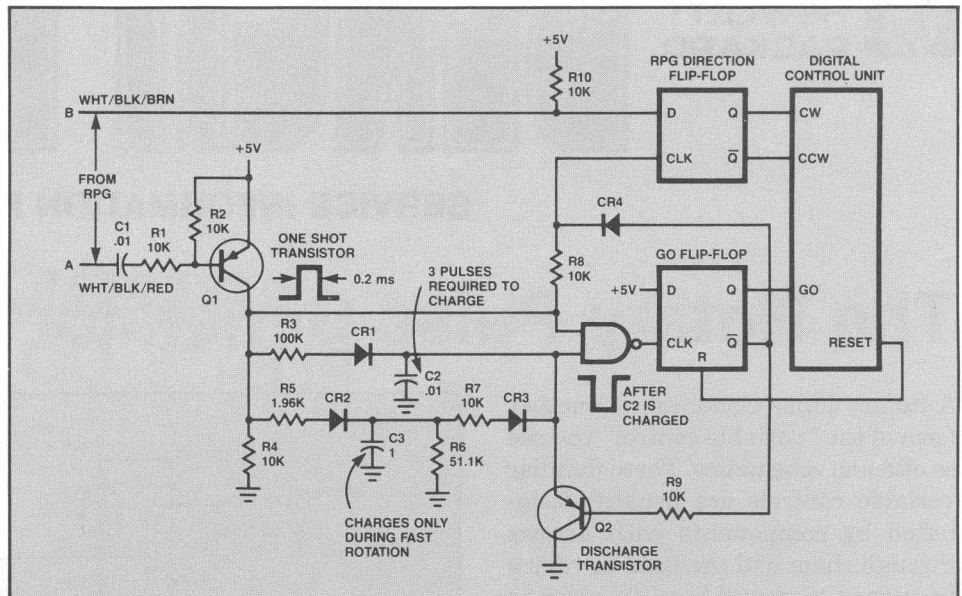 +5V
RPG DIRECTION
FLIP-FLOP
DIGITAL
CONTROL UNIT
R10
10K
B
WHT/BLK/BRN
D
Q
CW
CLK
Q̅
CCW
FROM
RPG
+5V
R2
10K
C1
.01
R1
10K
A
WHT/BLK/RED
Q1
ONE SHOT
TRANSISTOR
0.2 ms
3 PULSES
REQUIRED TO
CHARGE
CR4
R8
10K
GO FLIP-FLOP
+5V
D
Q
GO
CLK
Q̅
R
RESET
R3
100K
CR1
C2
.01
AFTER
C2 IS
CHARGED
R5
1.96K
CR2
C3
1
R7
10K
CR3
R4
10K
R6
51.1K
CHARGES ONLY
DURING FAST
ROTATION
R9
10K
Q2
DISCHARGE
TRANSISTOR